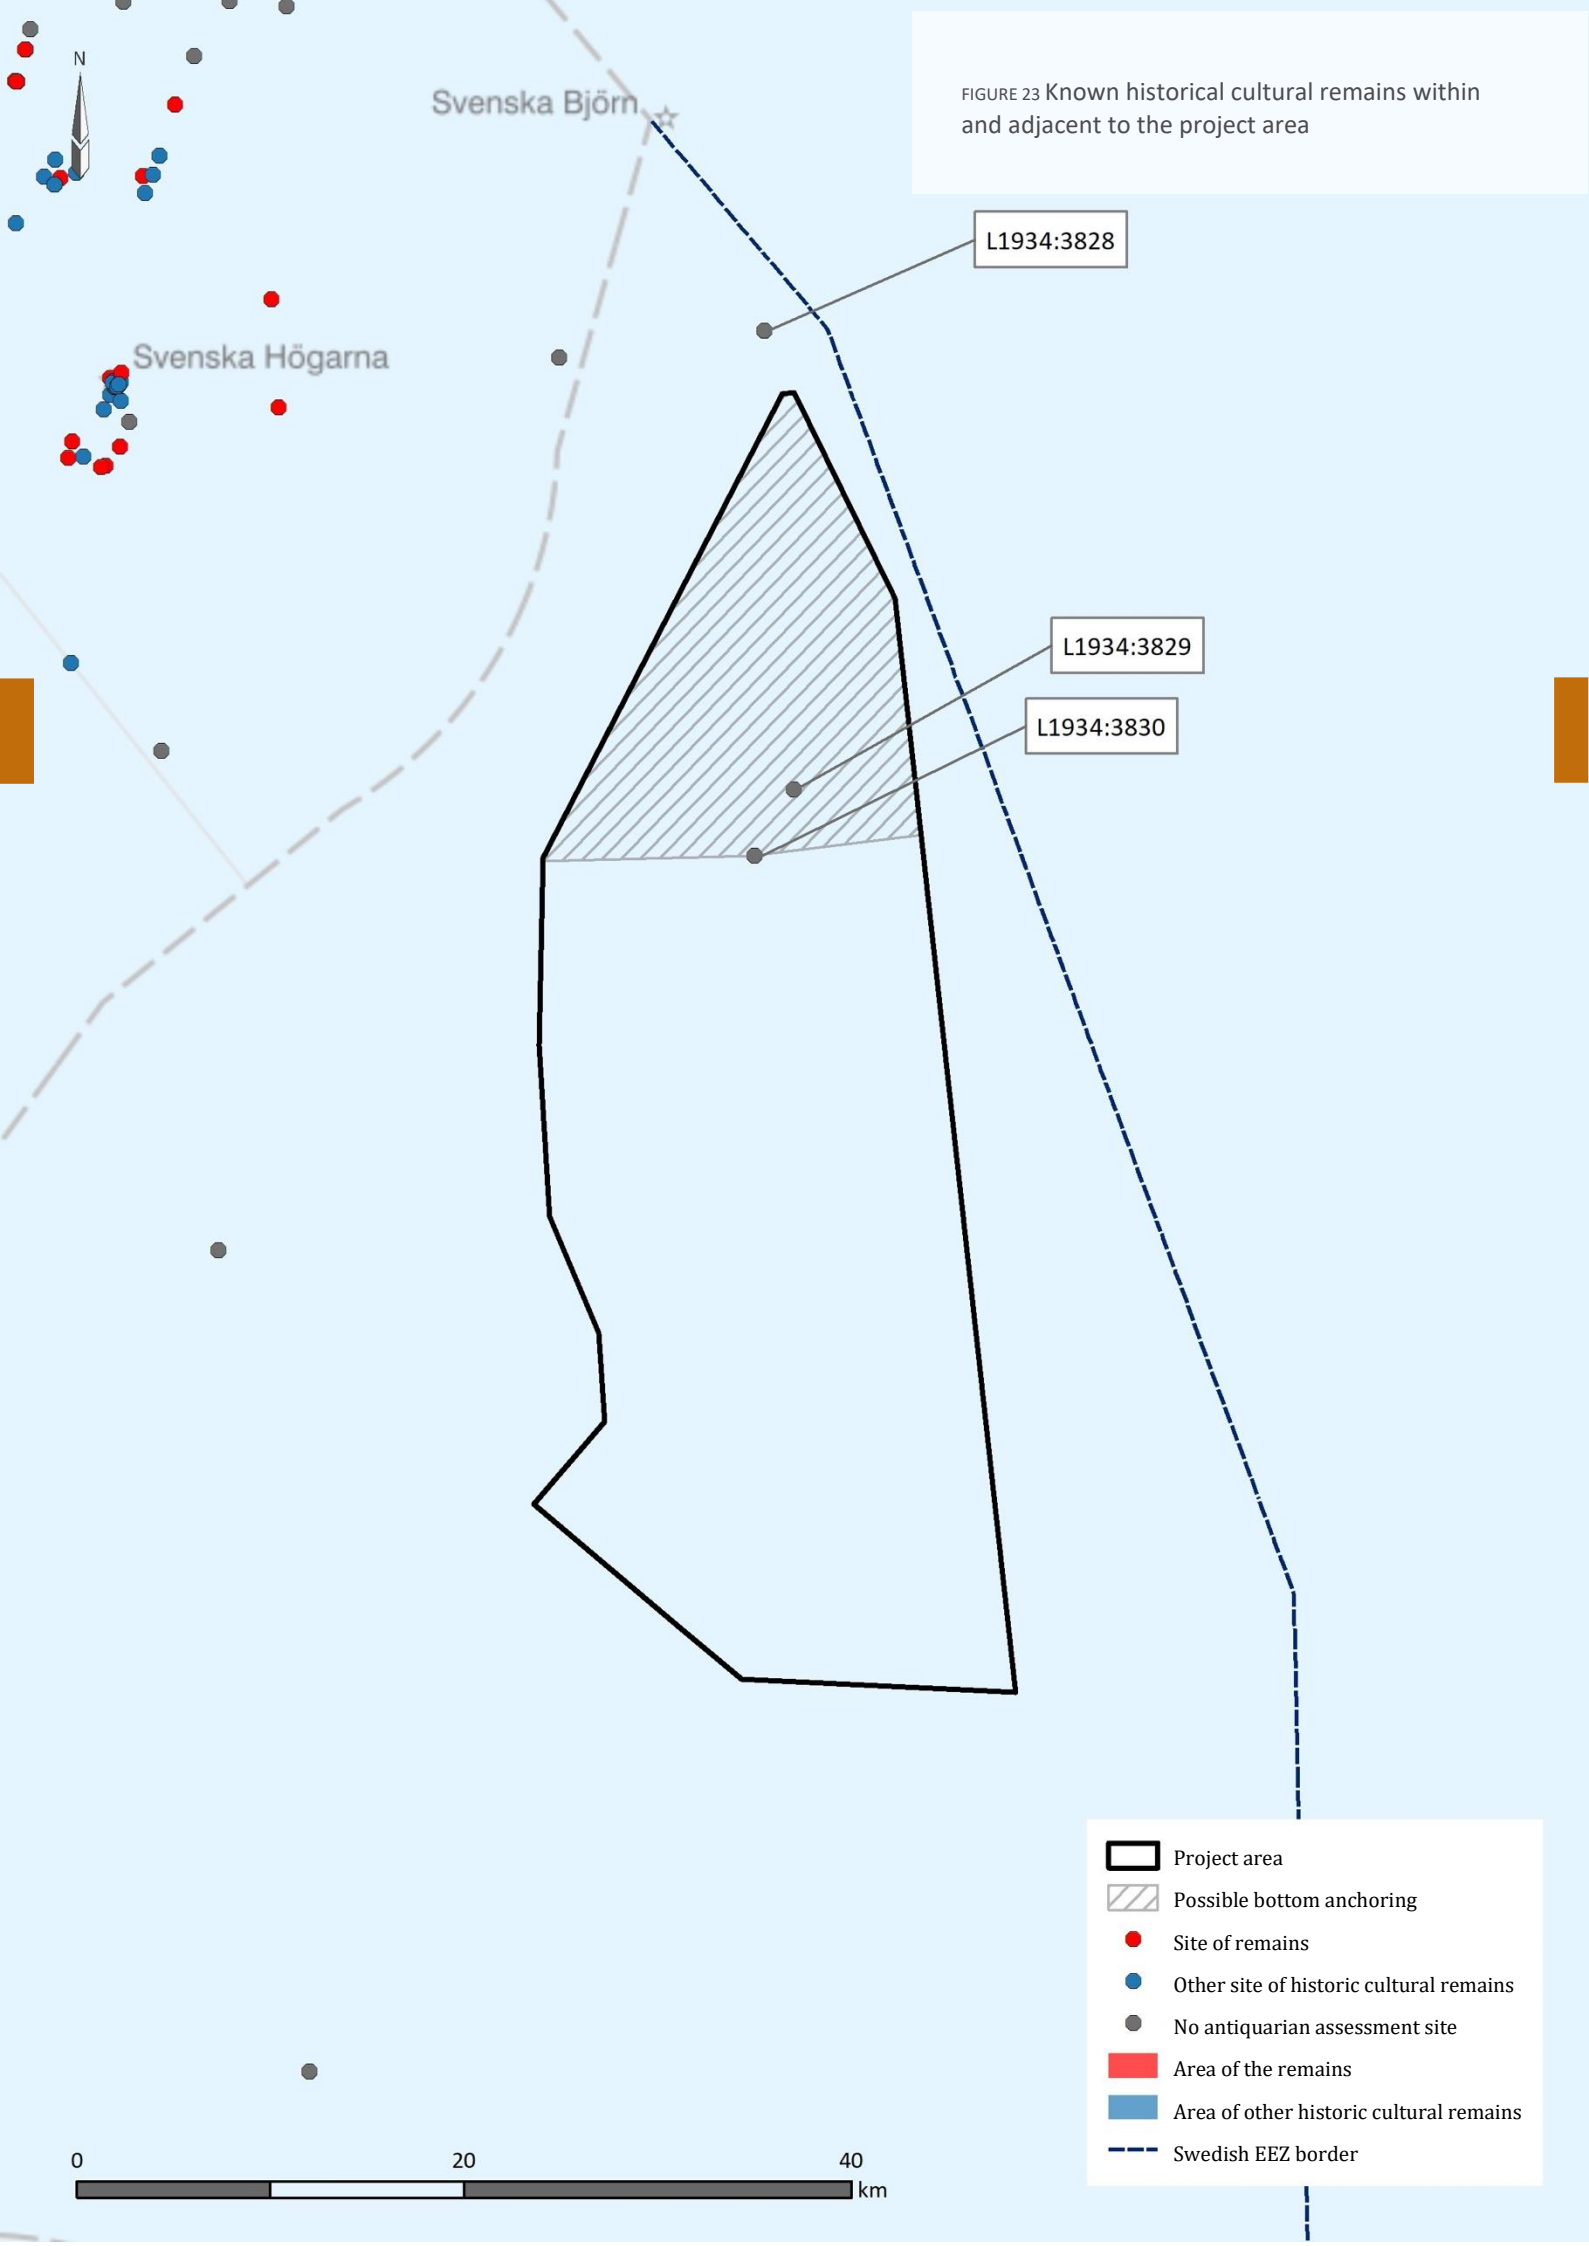 N
Svenska Björn
FIGURE 23 Known historical cultural remains within
and adjacent to the project area
L1934:3828
Svenska Högarna
L1934:3829
L1934:3830
Project area
Possible bottom anchoring
Site of remains
Other site of historic cultural remains
No antiquarian assessment site
Area of the remains
Area of other historic cultural remains
Swedish EEZ border
0 20 40
km